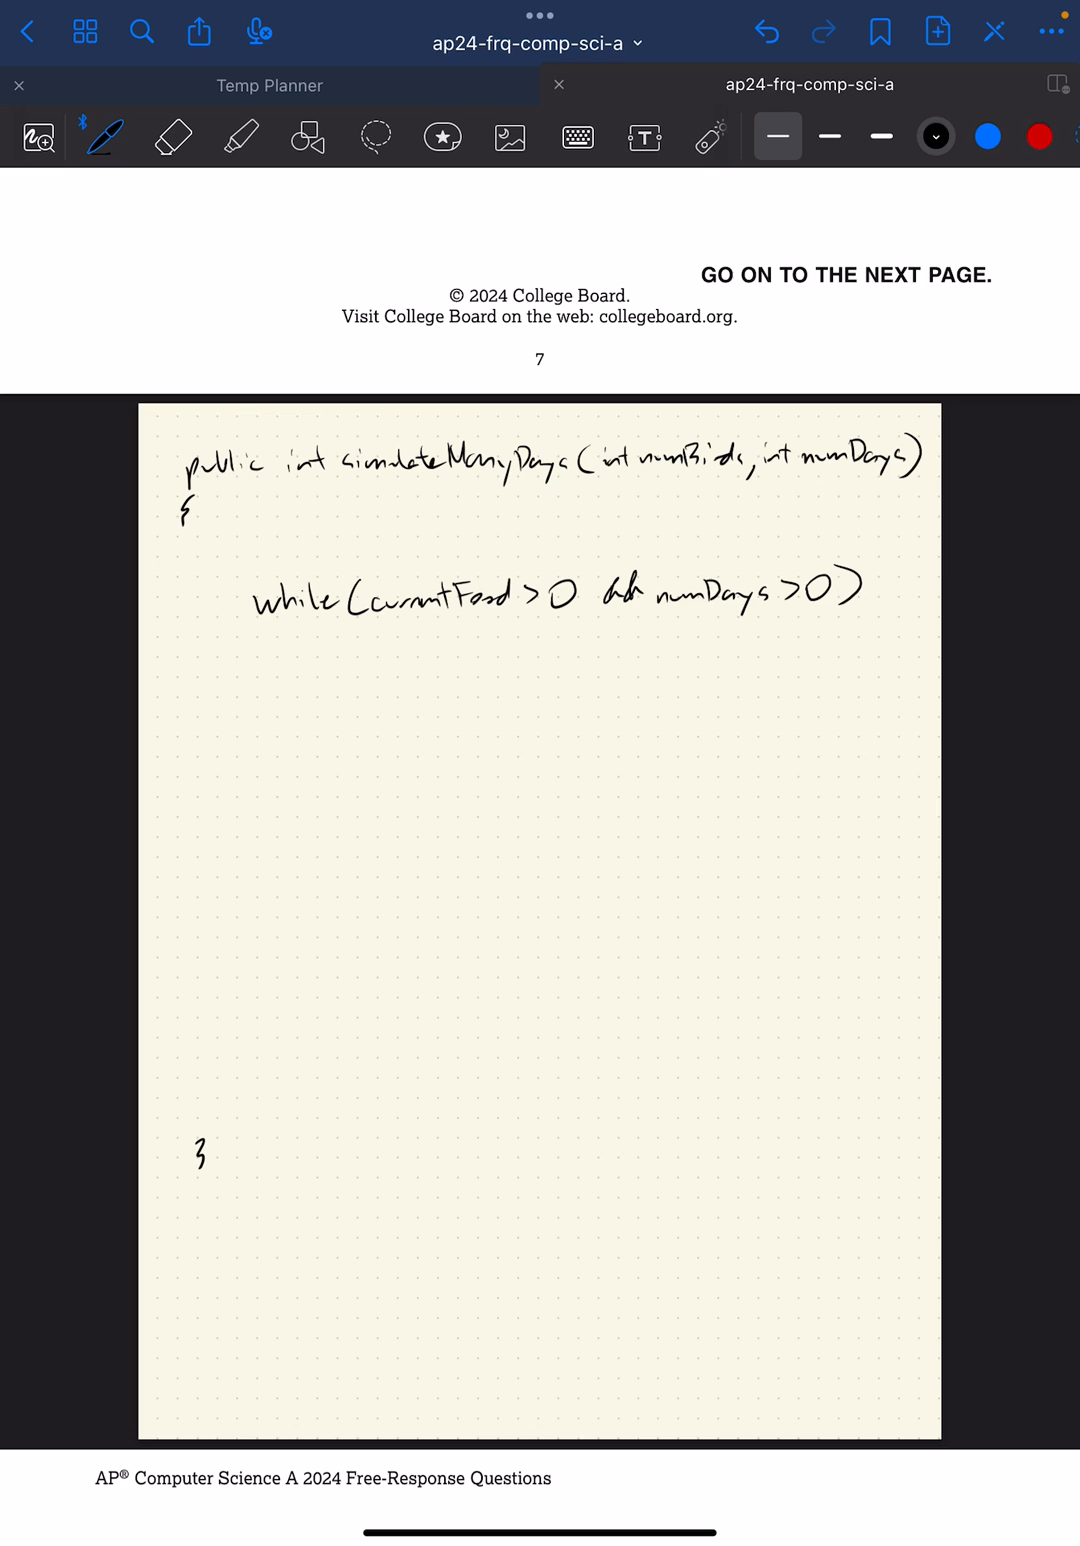 ap24-frq-comp-sci-a
Temp Planner
ap24-frq-comp-sci-a
T
GO ON TO THE NEXT PAGE.
© 2024 College Board.
Visit College Board on the web: collegeboard.org.
7
public int simulateManyDays(int numBirds, int numDays)
{
while(currentFood > 0 && numDays > 0)
}
AP® Computer Science A 2024 Free-Response Questions